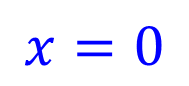 x = 0